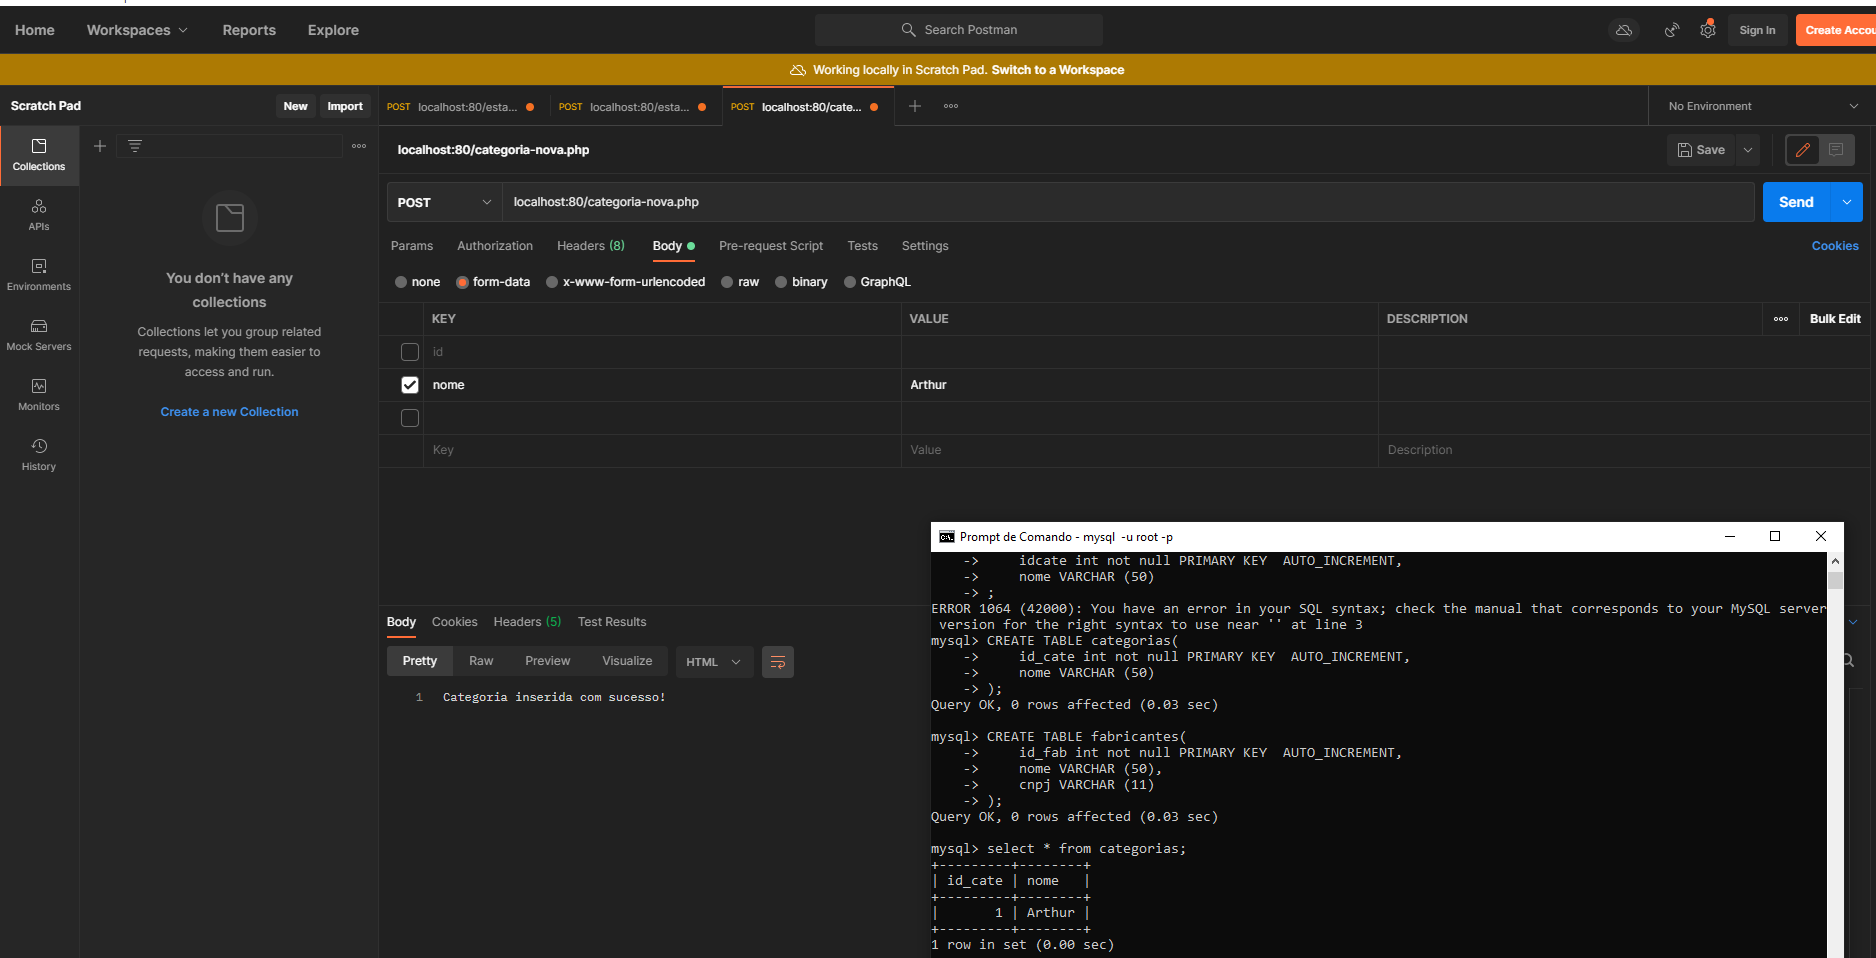 Home Workspaces Reports Explore Search Postman Sign In Create Accou
Working locally in Scratch Pad. Switch to a Workspace
Scratch Pad New Import POST localhost:80/esta... POST localhost:80/esta... POST localhost:80/cate... No Environment
Collections
APIs
Environments
Mock Servers
Monitors
History
You don't have any
collections
Collections let you group related
requests, making them easier to
access and run.
Create a new Collection
localhost:80/categoria-nova.php Save
POST localhost:80/categoria-nova.php Send
Params Authorization Headers (8) Body Pre-request Script Tests Settings Cookies
none form-data x-www-form-urlencoded raw binary GraphQL
KEY VALUE DESCRIPTION Bulk Edit
id
nome Arthur
Key Value Description
Body Cookies Headers (5) Test Results
Pretty Raw Preview Visualize HTML
1 Categoria inserida com sucesso!
Prompt de Comando - mysql -u root -p
-> idcate int not null PRIMARY KEY AUTO_INCREMENT,
-> nome VARCHAR (50)
-> ;
ERROR 1064 (42000): You have an error in your SQL syntax; check the manual that corresponds to your MySQL server
version for the right syntax to use near '' at line 3
mysql> CREATE TABLE categorias(
-> id_cate int not null PRIMARY KEY AUTO_INCREMENT,
-> nome VARCHAR (50)
-> );
Query OK, 0 rows affected (0.03 sec)
mysql> CREATE TABLE fabricantes(
-> id_fab int not null PRIMARY KEY AUTO_INCREMENT,
-> nome VARCHAR (50),
-> cnpj VARCHAR (11)
-> );
Query OK, 0 rows affected (0.03 sec)
mysql> select * from categorias;
+---------+--------+
| id_cate | nome |
+---------+--------+
| 1 | Arthur |
+---------+--------+
1 row in set (0.00 sec)